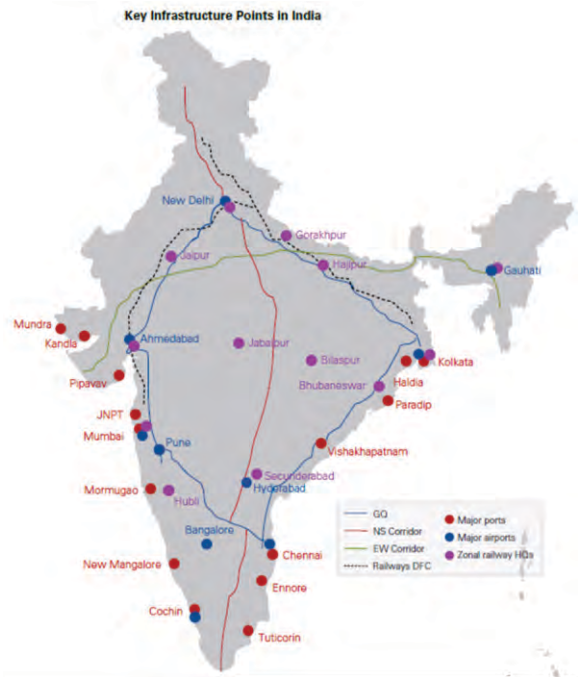 Key Infrastructure Points in India
New Delhi
Gorakhpur
Jaipur
Hajipur
Gauhati
Mundra
Kandla
Ahmedabad
Jabalpur
Bilaspur
Kolkata
Pipavav
Haldia
Bhubaneswar
Paradip
JNPT
Mumbai
Pune
Vishakhapatnam
Secunderabad
Hyderabad
Mormugao
Hubli
Bangalore
Chennai
New Mangalore
Ennore
Cochin
Tuticorin
GQ
NS Corridor
EW Corridor
Railways DFC
Major ports
Major airports
Zonal railway HQs